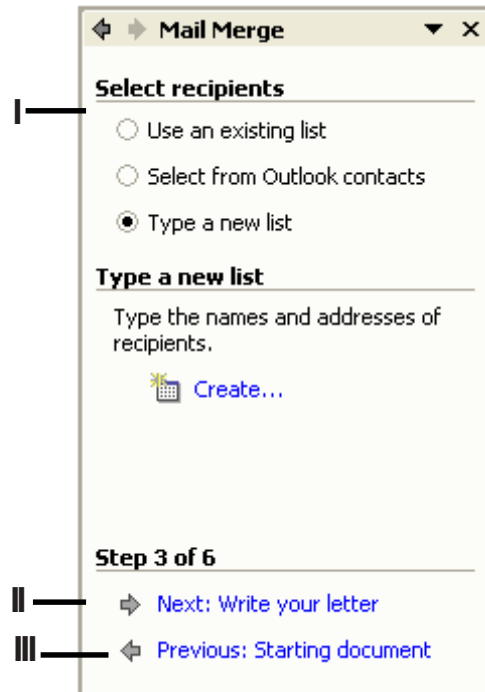 Mail Merge
Select recipients
I
Use an existing list
Select from Outlook contacts
Type a new list
Type a new list
Type the names and addresses of
recipients.
Create...
Step 3 of 6
II Next: Write your letter
III Previous: Starting document